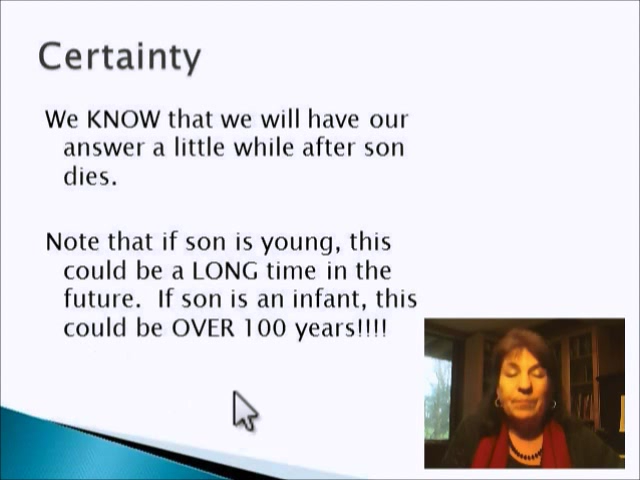 Certainty
We KNOW that we will have our
answer a little while after son
dies.
Note that if son is young, this
could be a LONG time in the
future.  If son is an infant, this
could be OVER 100 years!!!!